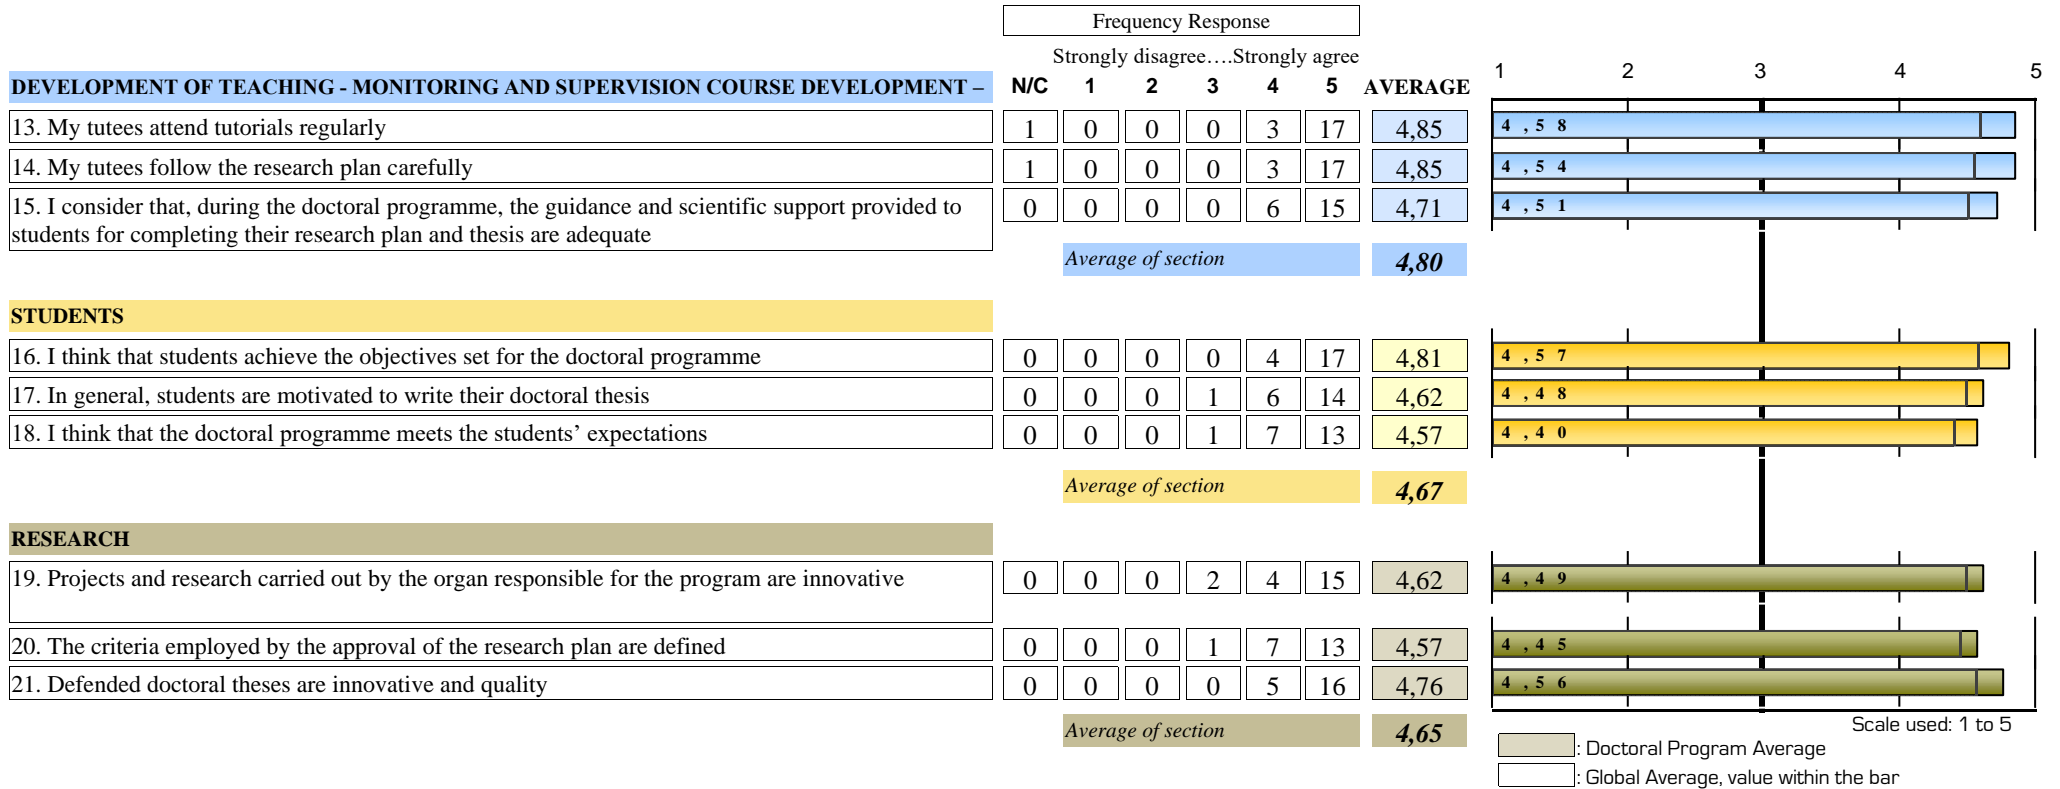 Frequency Response
Strongly disagree….Strongly agree
DEVELOPMENT OF TEACHING - MONITORING AND SUPERVISION COURSE DEVELOPMENT – N/C 1 2 3 4 5 AVERAGE 1 2 3 4 5
13. My tutees attend tutorials regularly 1 0 0 0 3 17 4,85 4,58
14. My tutees follow the research plan carefully 1 0 0 0 3 17 4,85 4,54
15. I consider that, during the doctoral programme, the guidance and scientific support provided to 0 0 0 0 6 15 4,71 4,51
students for completing their research plan and thesis are adequate
Average of section 4,80
STUDENTS
16. I think that students achieve the objectives set for the doctoral programme 0 0 0 0 4 17 4,81 4,57
17. In general, students are motivated to write their doctoral thesis 0 0 0 1 6 14 4,62 4,48
18. I think that the doctoral programme meets the students’ expectations 0 0 0 1 7 13 4,57 4,40
Average of section 4,67
RESEARCH
19. Projects and research carried out by the organ responsible for the program are innovative 0 0 0 2 4 15 4,62 4,49
20. The criteria employed by the approval of the research plan are defined 0 0 0 1 7 13 4,57 4,45
21. Defended doctoral theses are innovative and quality 0 0 0 0 5 16 4,76 4,56
Average of section 4,65
Scale used: 1 to 5
: Doctoral Program Average
: Global Average, value within the bar